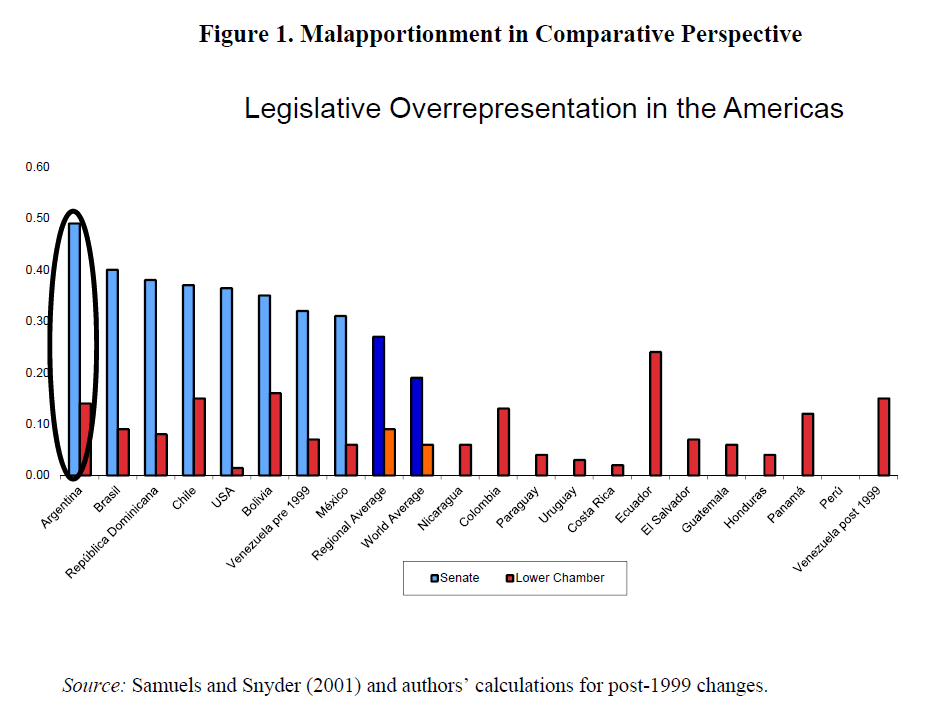 Figure 1. Malapportionment in Comparative Perspective
Legislative Overrepresentation in the Americas
0.60
0.50
0.40
0.30
0.20
0.10
0.00
Argentina
Brasil
República Dominicana
Chile
USA
Bolivia
Venezuela pre 1999
México
Regional Average
World Average
Nicaragua
Colombia
Paraguay
Uruguay
Costa Rica
Ecuador
El Salvador
Guatemala
Honduras
Panamá
Perú
Venezuela post 1999
Senate
Lower Chamber
Source: Samuels and Snyder (2001) and authors’ calculations for post-1999 changes.